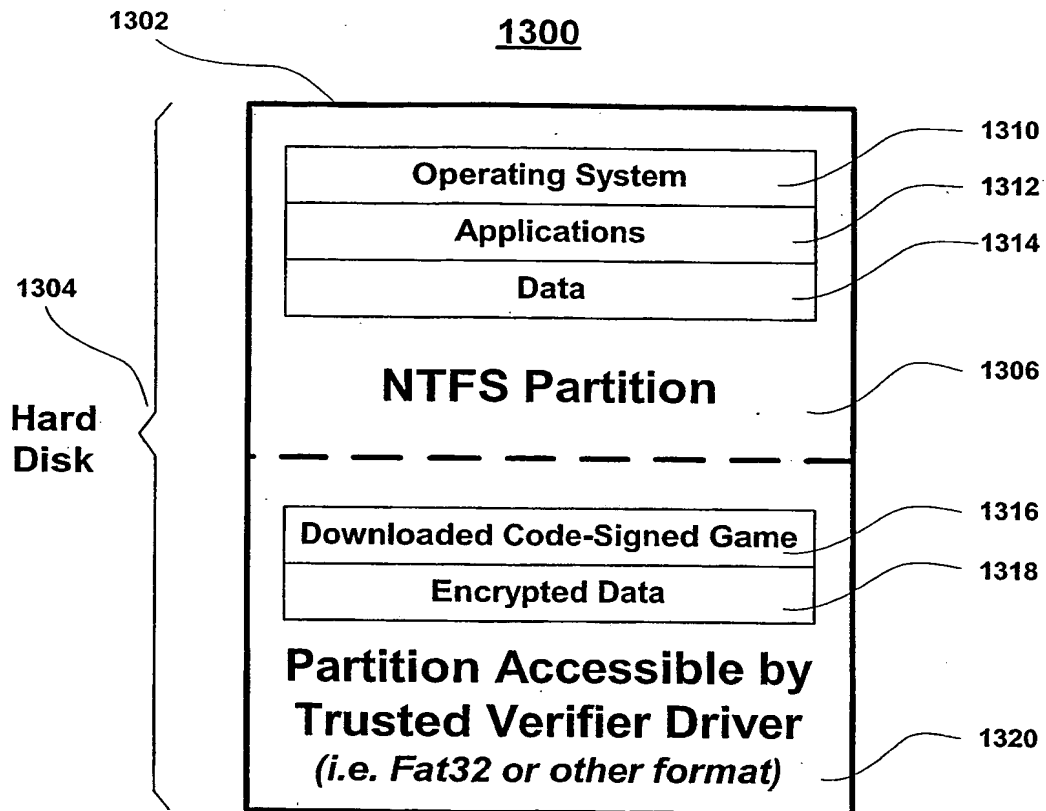 1302
1300
1310
Operating System
1312
Applications
1314
Data
1304
NTFS Partition
1306
Hard
Disk
Downloaded Code-Signed Game
1316
Encrypted Data
1318
Partition Accessible by
Trusted Verifier Driver
(i.e. Fat32 or other format)
1320